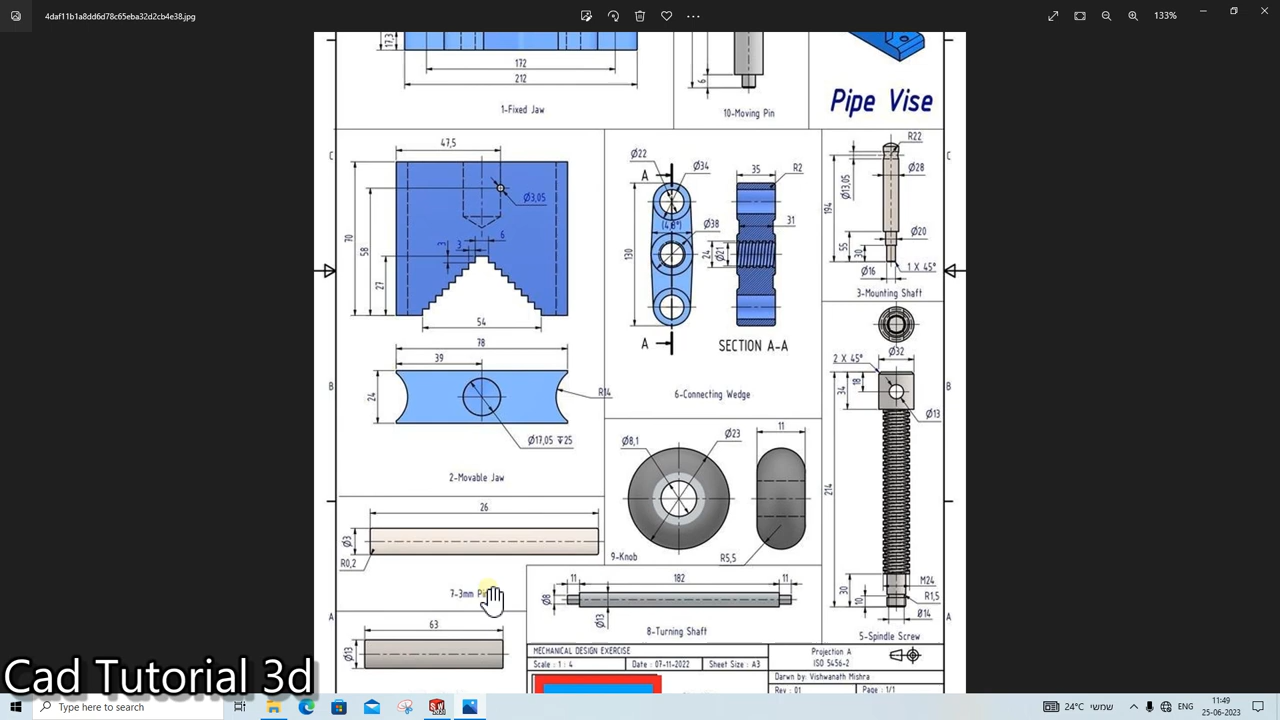 4daf11b1a8dd6d78c65eba32d2cb4e38.jpg
133%
17,3
172
212
1-Fixed Jaw
6
10-Moving Pin
Pipe Vise
C
C
47,5
Ø3,05
70
58
27
3
3
6
54
78
39
24
R14
Ø17,05 ↧25
2-Movable Jaw
Ø22
A
Ø34
Ø38
130
24
Ø21
A
35
R2
31
SECTION A-A
6-Connecting Wedge
R22
Ø28
Ø13,05
194
55
30
Ø20
Ø16
1 X 45°
3-Mounting Shaft
Ø32
2 X 45°
18
34
Ø13
214
30
10
M24
R1,5
Ø14
5-Spindle Screw
B
B
Ø8,1
Ø23
11
R5,5
9-Knob
26
Ø3
R0,2
7-3mm Pi
11
182
11
Ø8
Ø13
8-Turning Shaft
A
A
63
Ø13
MECHANICAL DESIGN EXERCISE
Scale : 1 : 4
Date : 07-11-2022
Sheet Size : A3
Projection A
ISO 5456-2
Darwn by: Vishwanath Mishra
Rev : 01
Page : 1/1
Cad Tutorial 3d
Type here to search
24°C שמשי
ENG
11:49
25-06-2023